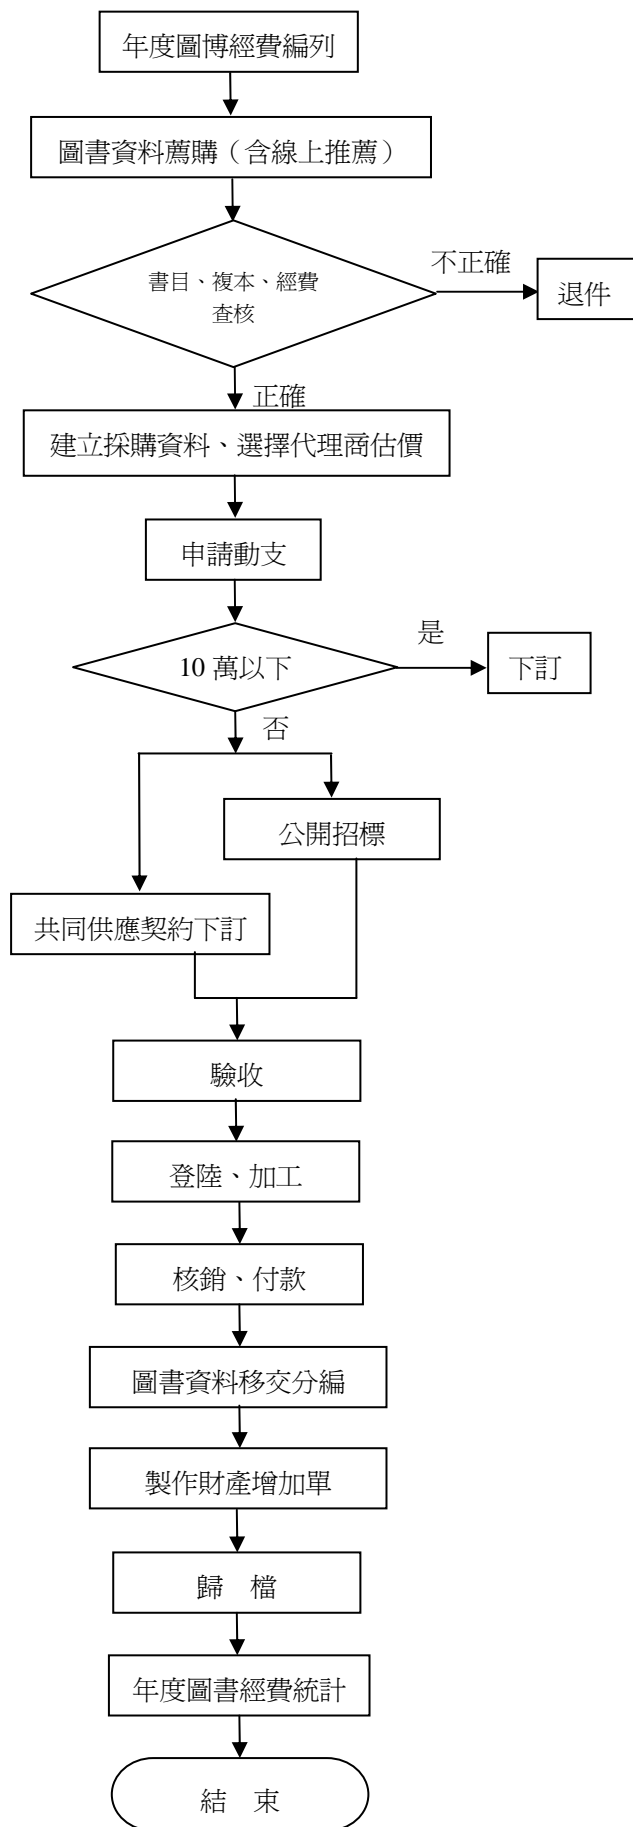 年度圖博經費編列
圖書資料薦購（含線上推薦）
書目、複本、經費
查核
不正確
退件
正確
建立採購資料、選擇代理商估價
申請動支
10 萬以下
是
下訂
否
公開招標
共同供應契約下訂
驗收
登陸、加工
核銷、付款
圖書資料移交分編
製作財產增加單
歸　檔
年度圖書經費統計
結　束